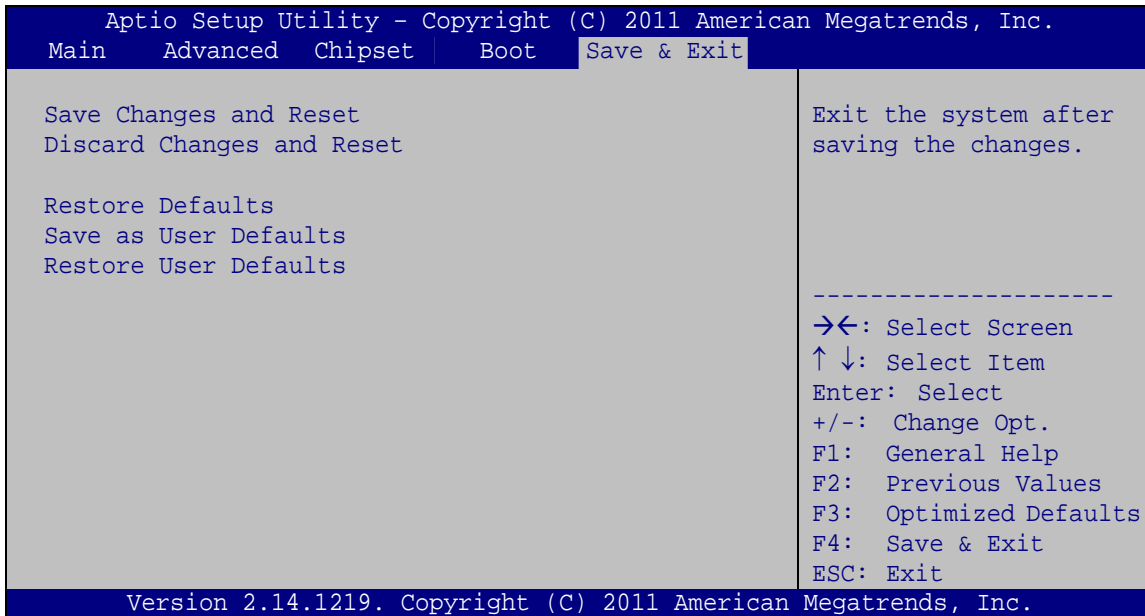 Aptio Setup Utility – Copyright (C) 2011 American Megatrends, Inc.
Main Advanced Chipset Boot Save & Exit
Save Changes and Reset
Discard Changes and Reset
Restore Defaults
Save as User Defaults
Restore User Defaults
Exit the system after
saving the changes.
---------------------
→←: Select Screen
↑ ↓: Select Item
Enter: Select
+/-: Change Opt.
F1: General Help
F2: Previous Values
F3: Optimized Defaults
F4: Save & Exit
ESC: Exit
Version 2.14.1219. Copyright (C) 2011 American Megatrends, Inc.